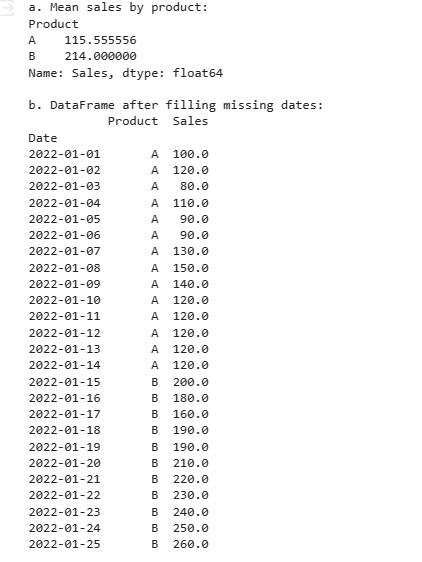 a. Mean sales by product:
Product
A    115.555556
B    214.000000
Name: Sales, dtype: float64
b. DataFrame after filling missing dates:
Product  Sales
Date
2022-01-01       A  100.0
2022-01-02       A  120.0
2022-01-03       A   80.0
2022-01-04       A  110.0
2022-01-05       A   90.0
2022-01-06       A   90.0
2022-01-07       A  130.0
2022-01-08       A  150.0
2022-01-09       A  140.0
2022-01-10       A  120.0
2022-01-11       A  120.0
2022-01-12       A  120.0
2022-01-13       A  120.0
2022-01-14       A  120.0
2022-01-15       B  200.0
2022-01-16       B  180.0
2022-01-17       B  160.0
2022-01-18       B  190.0
2022-01-19       B  190.0
2022-01-20       B  210.0
2022-01-21       B  220.0
2022-01-22       B  230.0
2022-01-23       B  240.0
2022-01-24       B  250.0
2022-01-25       B  260.0